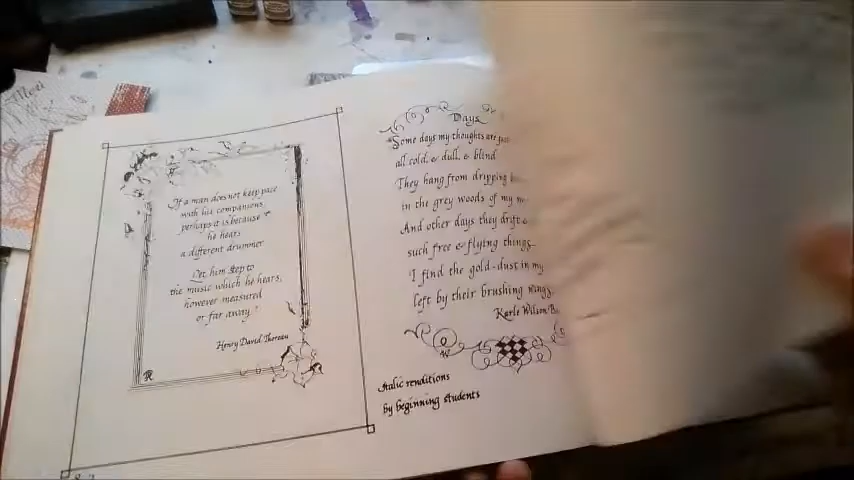 If a man does not keep pace
with his companions
perhaps it is because
he hears
a different drummer
Let him step to
the music which he hears,
however measured
or far away."
Henry David Thoreau
Days
Some days my thoughts are just
all cold, & dull, & blind
They hang from dripping
in the grey woods of my
And other days they drift
such free & flying things
I find the gold-dust in my
left by their brushing wings.
Karle Wilson
Italic renditions
by beginning students